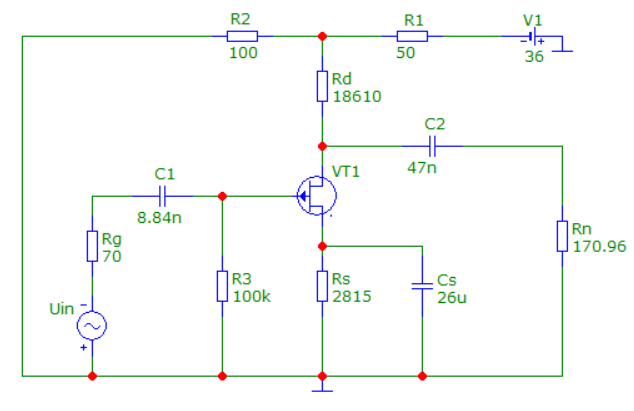 R2
100
R1
50
V1
- +
36
Rd
18610
C2
47n
C1
8.84n
VT1
Rg
70
Rn
170.96
R3
100k
Rs
2815
Cs
26u
Uin
-
+